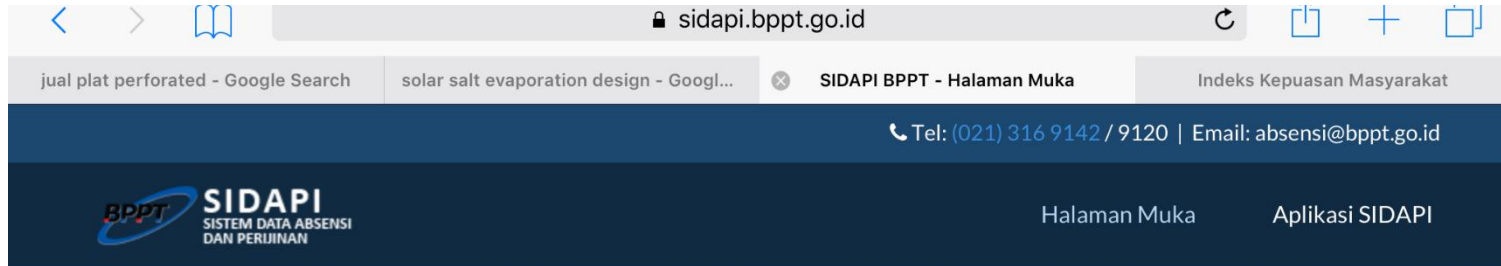 sidapi.bppt.go.id
jual plat perforated - Google Search
solar salt evaporation design - Googl...
SIDAPI BPPT - Halaman Muka
Indeks Kepuasan Masyarakat
Tel: (021) 316 9142 / 9120 | Email: absensi@bppt.go.id
BPPT
SIDAPI
SISTEM DATA ABSENSI
DAN PERIJINAN
Halaman Muka
Aplikasi SIDAPI